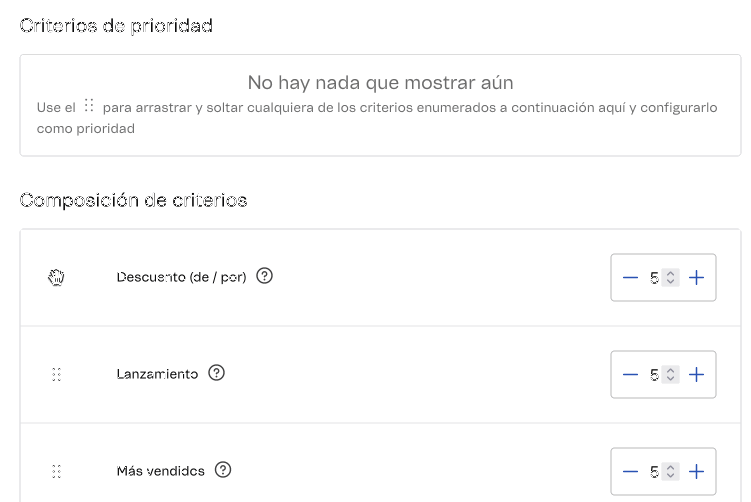 Criterios de prioridad
No hay nada que mostrar aún
Use el para arrastrar y soltar cualquiera de los criterios enumerados a continuación aquí y configurarlo
como prioridad
Composición de criterios
Descuento (de / por) ?
5
Lanzamiento ?
5
Más vendidos ?
5